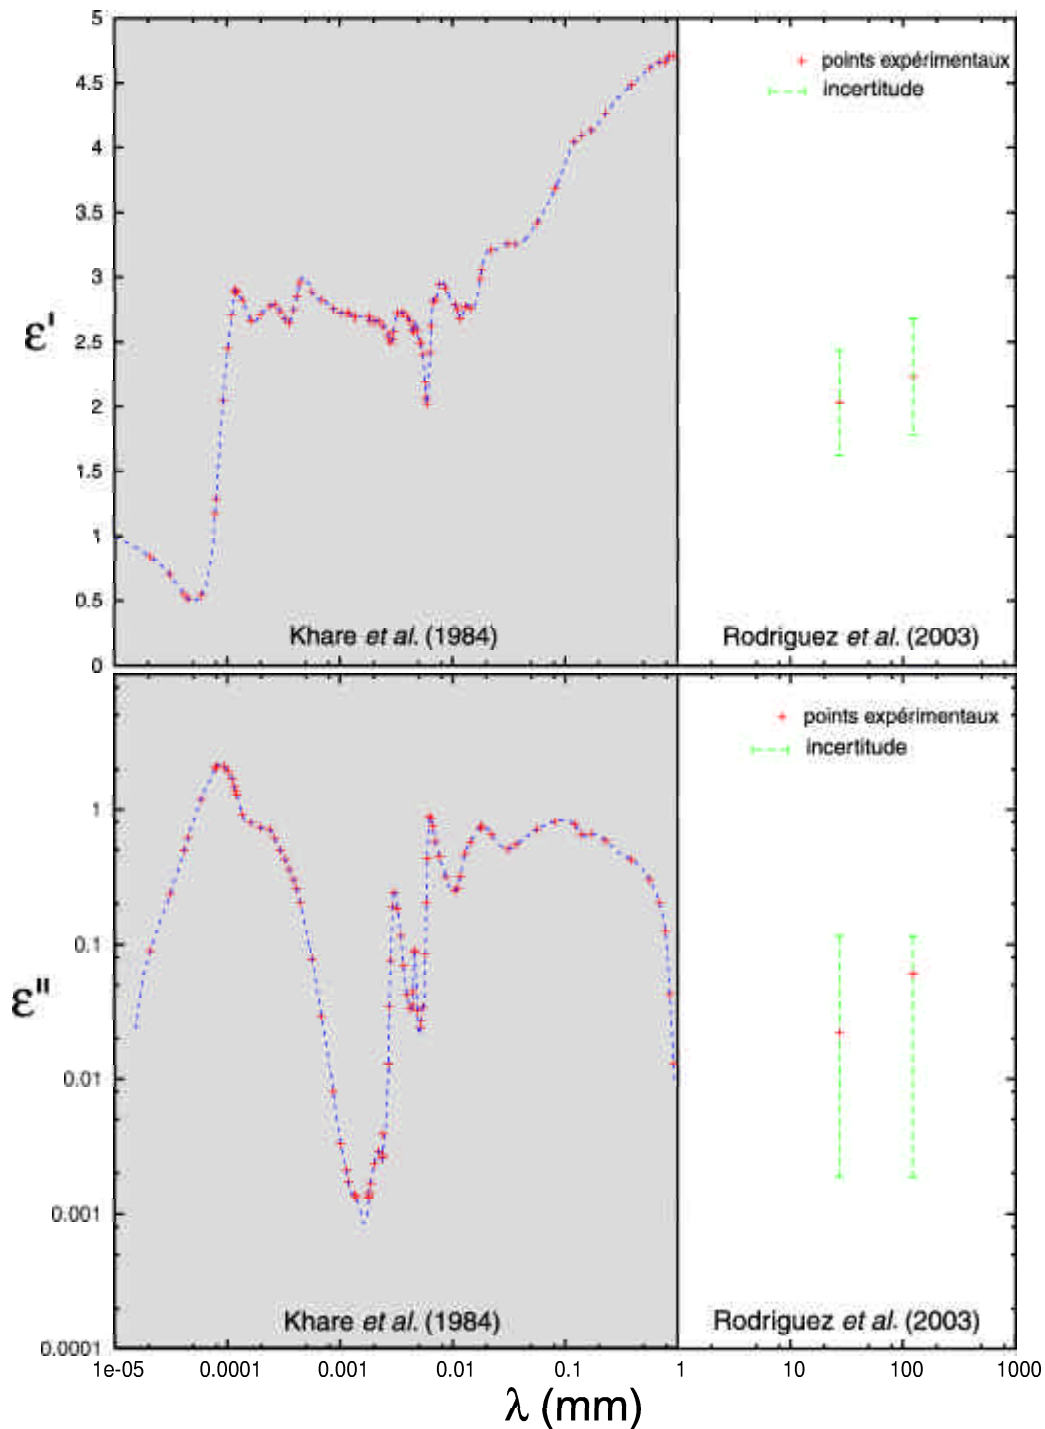 5
4.5
4
3.5
3
2.5
2
1.5
1
0.5
0
ε'
points expérimentaux
incertitude
Khare et al. (1984)
Rodriguez et al. (2003)
1
0.1
0.01
0.001
0.0001
ε"
points expérimentaux
incertitude
Khare et al. (1984)
Rodriguez et al. (2003)
1e-05 0.0001 0.001 0.01 0.1 1 10 100 1000
λ (mm)